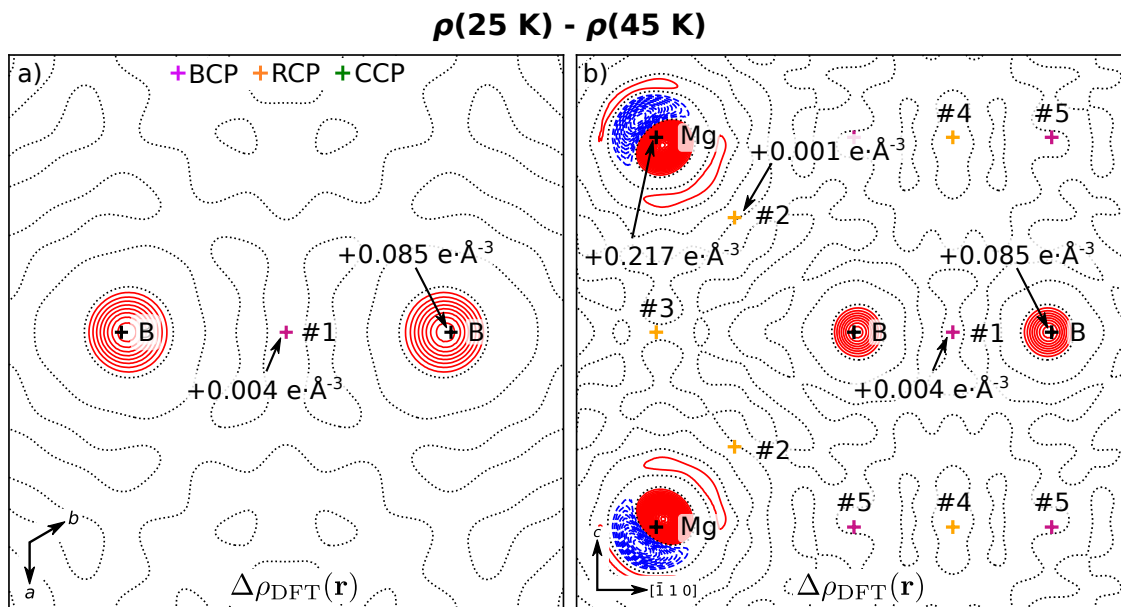 ρ(25 K) - ρ(45 K)
a)
BCP
RCP
CCP
+0.085 e·Å⁻³
B
#1
B
+0.004 e·Å⁻³
b
a
Δρ_DFT(r)
b)
Mg
#4
#5
+0.001 e·Å⁻³
#2
+0.217 e·Å⁻³
+0.085 e·Å⁻³
#3
B
#1
B
+0.004 e·Å⁻³
#2
#5
#4
#5
Mg
c
[1̄ 1 0]
Δρ_DFT(r)